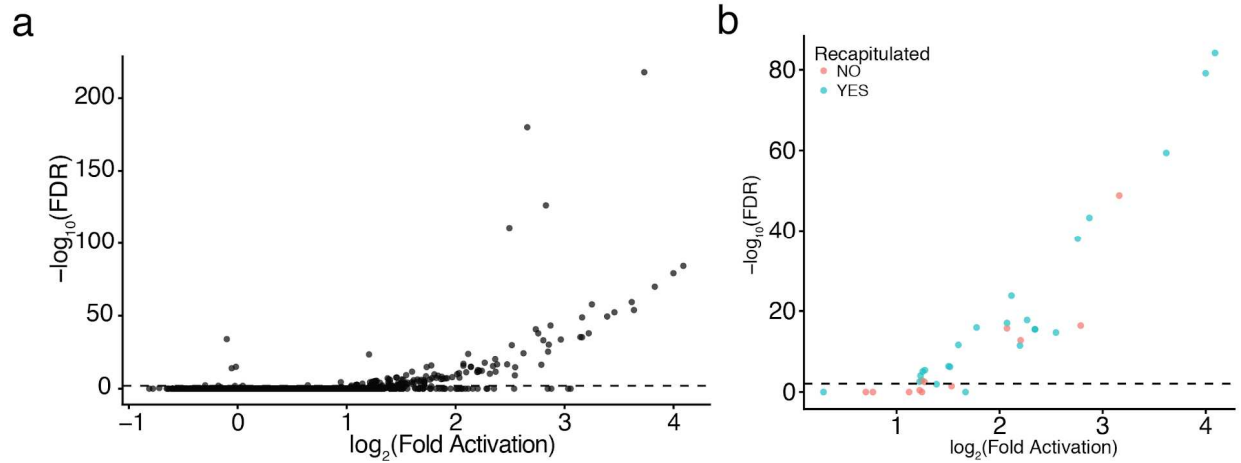 a
200
150
100
50
0
−log10(FDR)
−1 0 1 2 3 4
log2(Fold Activation)
b
Recapitulated
NO
YES
80
60
40
20
0
−log10(FDR)
1 2 3 4
log2(Fold Activation)